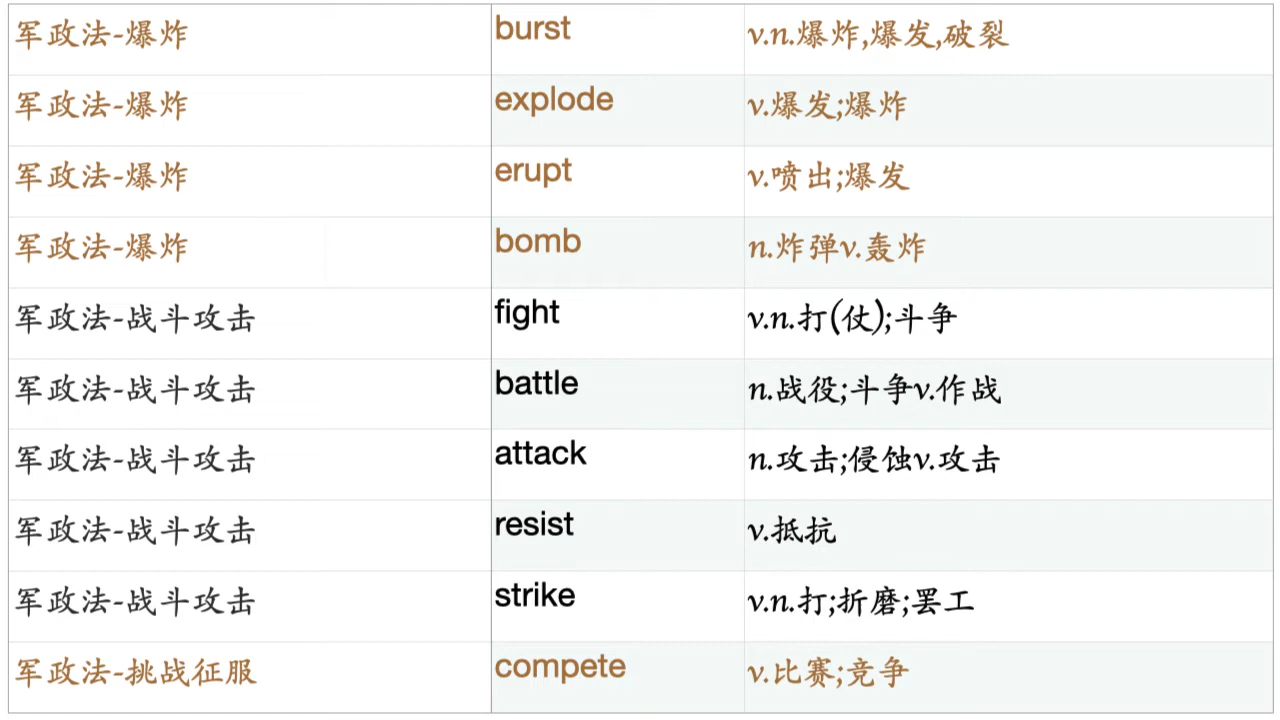 军政法-爆炸 burst v.n.爆炸,爆发,破裂
军政法-爆炸 explode v.爆发;爆炸
军政法-爆炸 erupt v.喷出;爆发
军政法-爆炸 bomb n.炸弹v.轰炸
军政法-战斗攻击 fight v.n.打(仗);斗争
军政法-战斗攻击 battle n.战役;斗争v.作战
军政法-战斗攻击 attack n.攻击;侵蚀v.攻击
军政法-战斗攻击 resist v.抵抗
军政法-战斗攻击 strike v.n.打;折磨;罢工
军政法-挑战征服 compete v.比赛;竞争